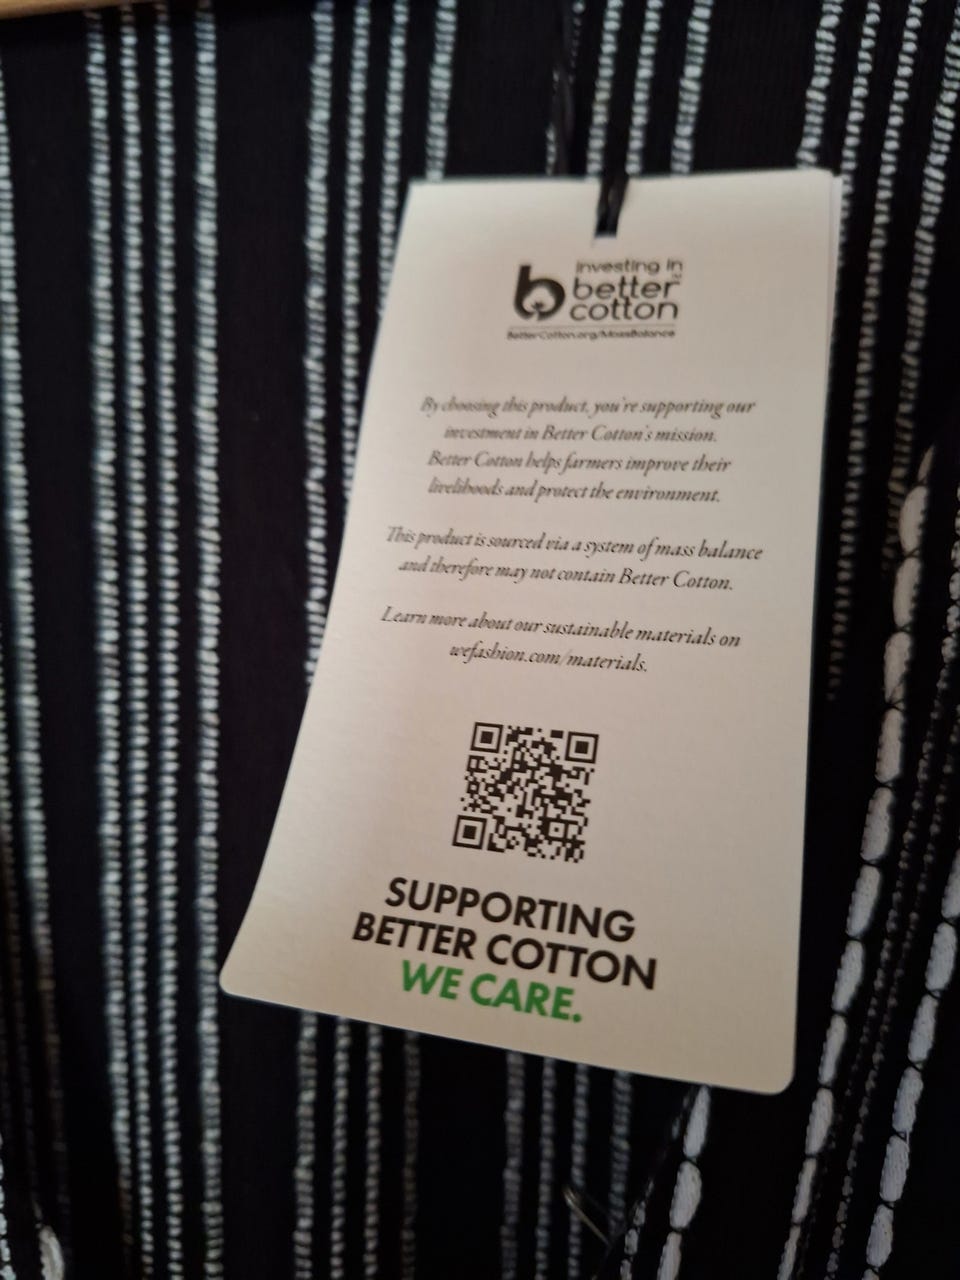 investing in
better™
cotton
BetterCotton.org/MassBalance
By choosing this product, you're supporting our
investment in Better Cotton's mission.
Better Cotton helps farmers improve their
livelihoods and protect the environment.
This product is sourced via a system of mass balance
and therefore may not contain Better Cotton.
Learn more about our sustainable materials on
wefashion.com/materials.
SUPPORTING
BETTER COTTON
WE CARE.